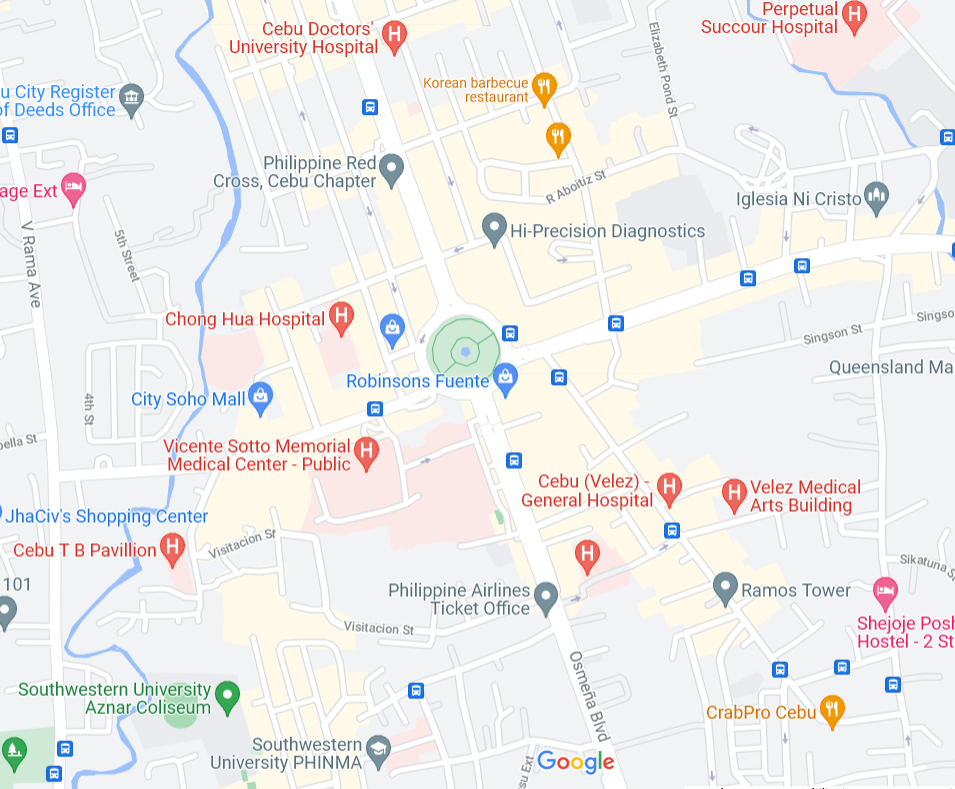 Cebu Doctors'
University Hospital
Perpetual
Succour Hospital
Elizabeth Pond St
Korean barbecue
restaurant
u City Register
of Deeds Office
Philippine Red
Cross, Cebu Chapter
R Aboitiz St
age Ext
Iglesia Ni Cristo
Hi-Precision Diagnostics
V Rama Ave
5th Street
Chong Hua Hospital
Singson St
Singso
Queensland Ma
Robinsons Fuente
City Soho Mall
4th St
bella St
Vicente Sotto Memorial
Medical Center - Public
Cebu (Velez) -
General Hospital
Velez Medical
Arts Building
JhaCiv's Shopping Center
Cebu T B Pavillion
Visitacion St
Sikatuna S
101
Philippine Airlines
Ticket Office
Ramos Tower
Visitacion St
Shejoje Posh
Hostel - 2 St
Osmeña Blvd
Southwestern University
Aznar Coliseum
CrabPro Cebu
Southwestern
University PHINMA
su Ext
Google